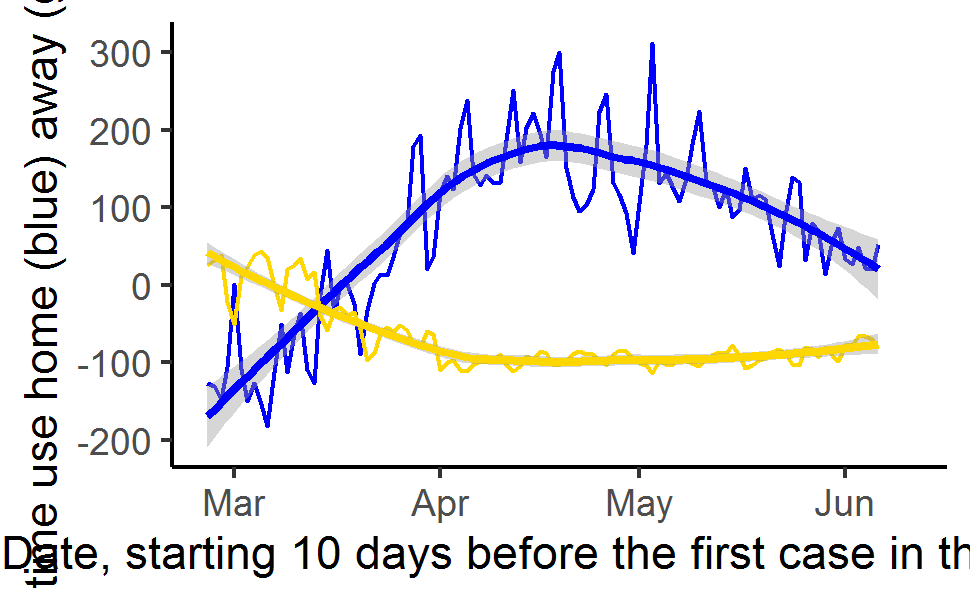 time use home (blue) away (g
300
200
100
0
-100
-200
Mar Apr May Jun
Date, starting 10 days before the first case in th